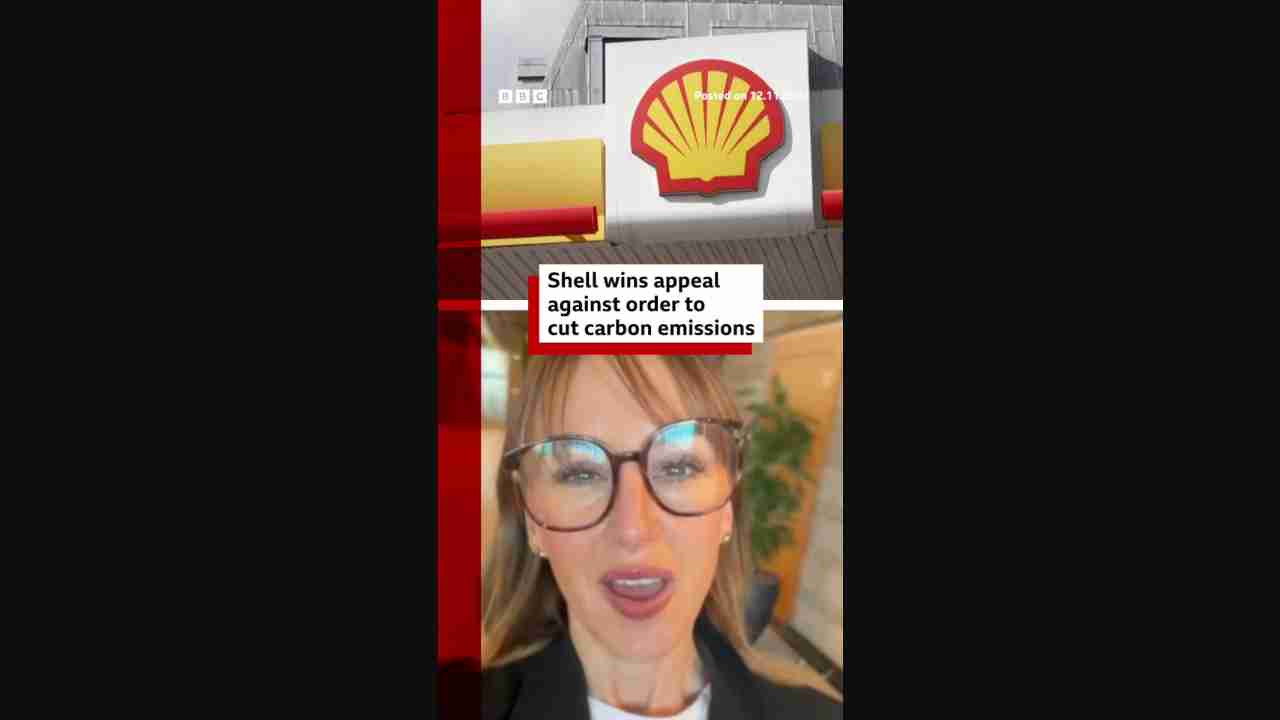 BBC
Posted on 12.11
Shell wins appeal
against order to
cut carbon emissions